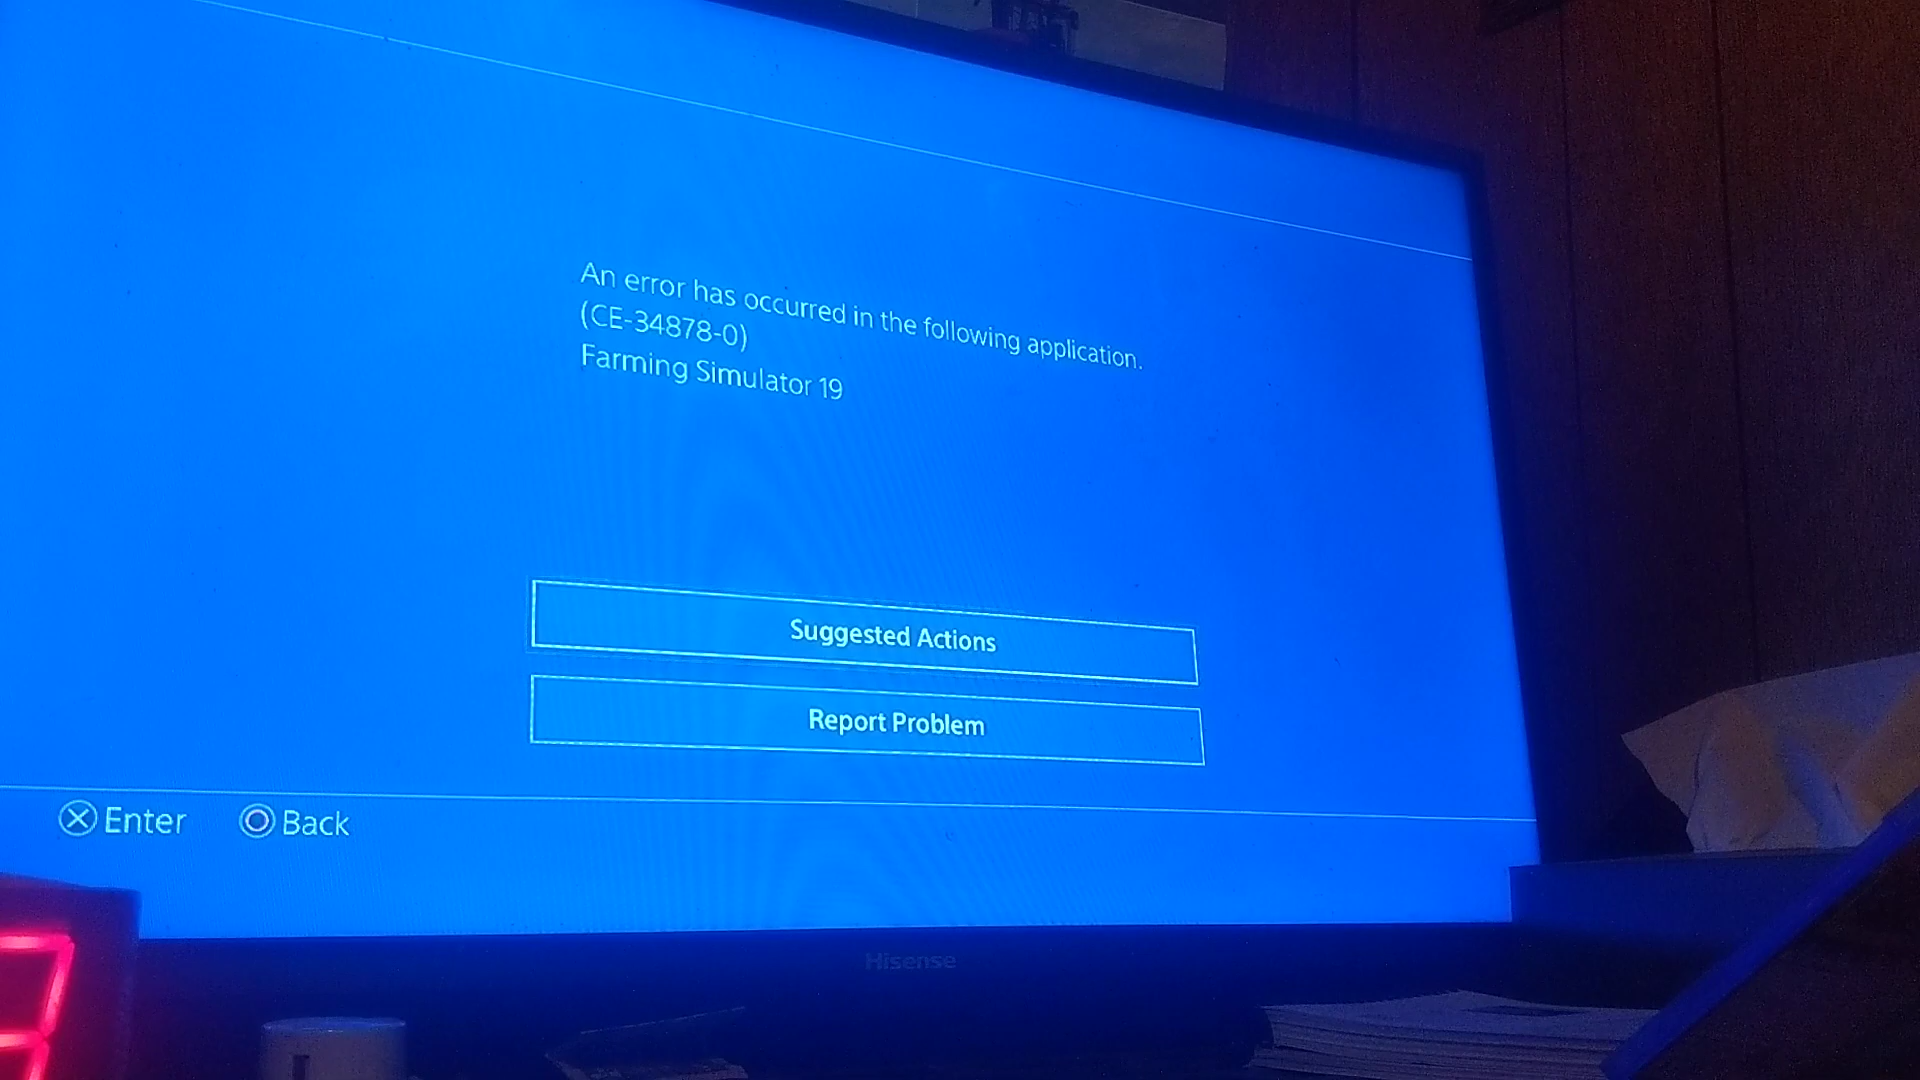 An error has occurred in the following application.
(CE-34878-0)
Farming Simulator 19
Suggested Actions
Report Problem
Enter
Back
Hisense